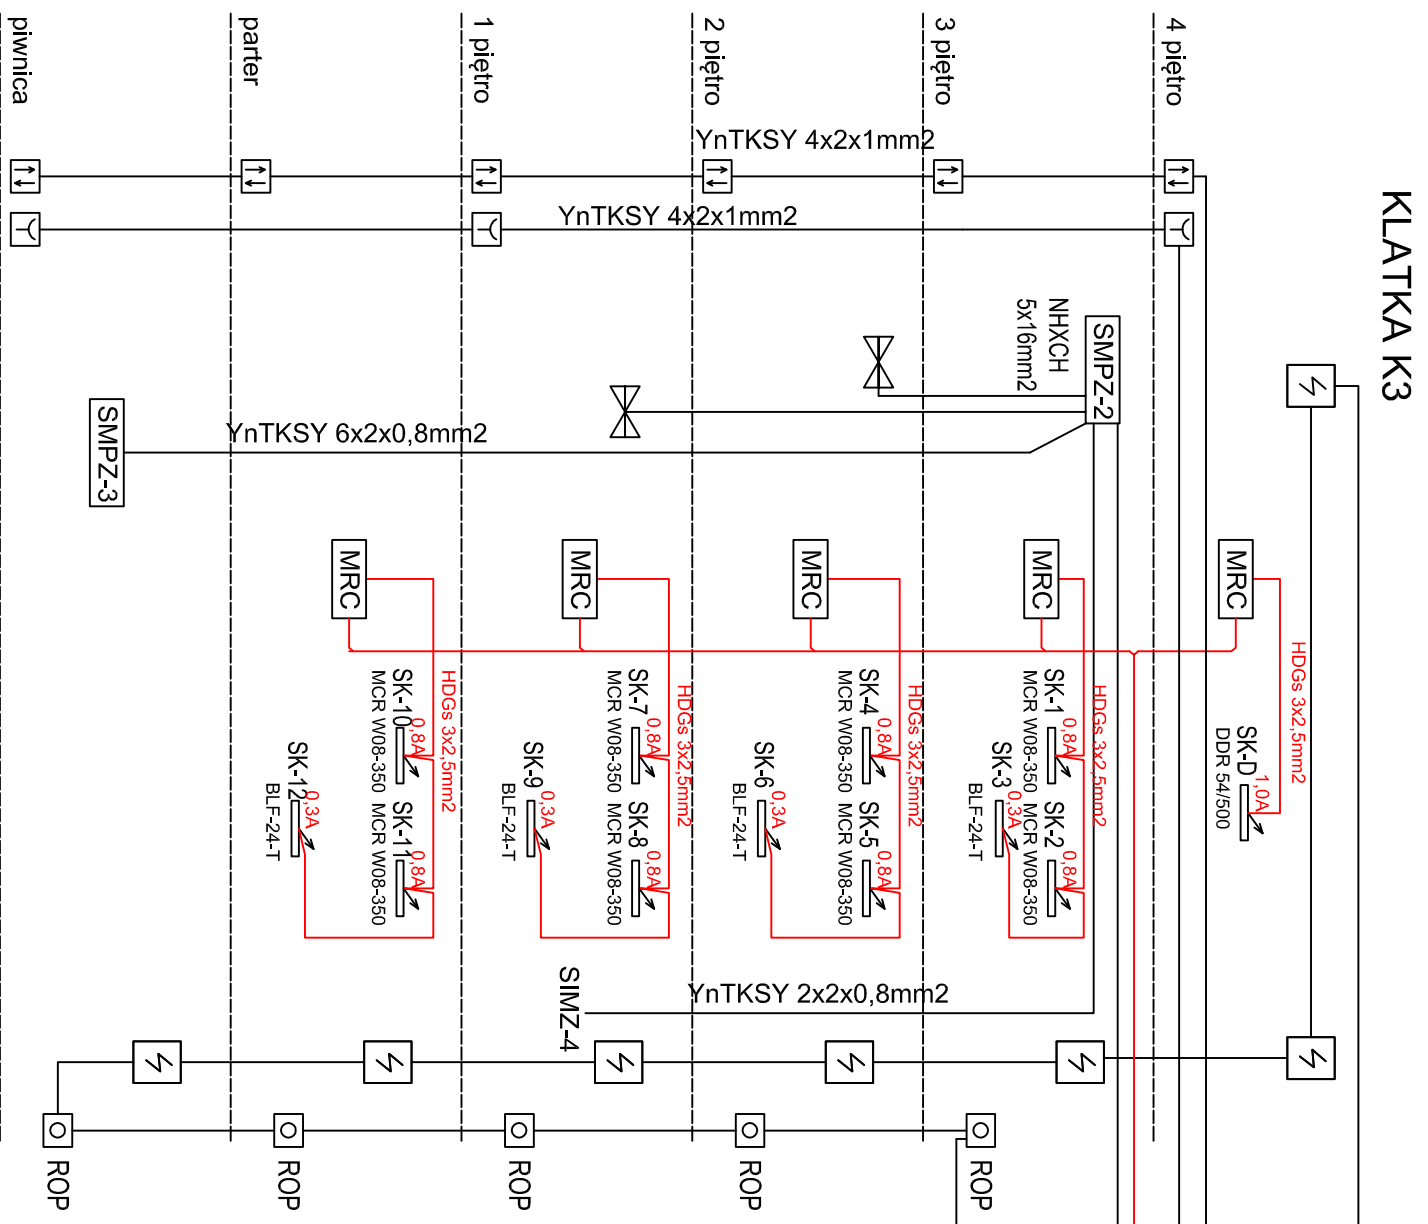 KLATKA K3
4 piętro
3 piętro
2 piętro
1 piętro
parter
piwnica
YnTKSY 4x2x1mm2
YnTKSY 4x2x1mm2
NHXCH
5x16mm2
SMPZ-2
YnTKSY 6x2x0,8mm2
SMPZ-3
MRC
HDGs 3x2,5mm2
SK-D
1,0A
DDR 54/500
MRC
HDGs 3x2,5mm2
SK-1
0,8A
MCR W08-350
SK-2
0,8A
MCR W08-350
SK-3
0,3A
BLF-24-T
MRC
HDGs 3x2,5mm2
SK-4
0,8A
MCR W08-350
SK-5
0,8A
MCR W08-350
SK-6
0,3A
BLF-24-T
MRC
HDGs 3x2,5mm2
SK-7
0,8A
MCR W08-350
SK-8
0,8A
MCR W08-350
SK-9
0,3A
BLF-24-T
MRC
HDGs 3x2,5mm2
SK-10
0,8A
MCR W08-350
SK-11
0,8A
MCR W08-350
SK-12
0,3A
BLF-24-T
YnTKSY 2x2x0,8mm2
SIMZ-4
ROP
ROP
ROP
ROP
ROP